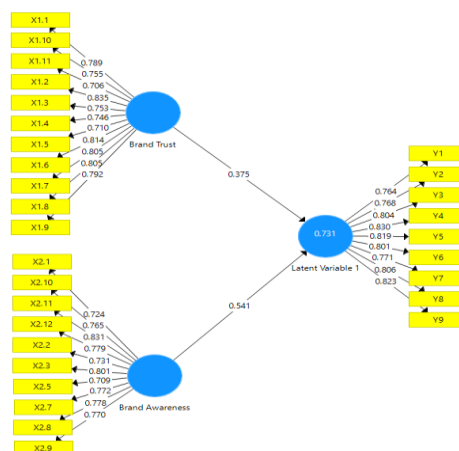 X1.1
X1.10
X1.11
X1.2
X1.3
X1.4
X1.5
X1.6
X1.7
X1.8
X1.9
0.789
0.755
0.706
0.835
0.753
0.746
0.710
0.814
0.805
0.805
0.792
Brand Trust
0.375
X2.1
X2.10
X2.11
X2.12
X2.2
X2.3
X2.5
X2.7
X2.8
X2.9
0.724
0.765
0.831
0.779
0.731
0.801
0.709
0.772
0.778
0.770
Brand Awareness
0.541
0.731
Latent Variable 1
0.764
0.768
0.804
0.830
0.819
0.801
0.771
0.806
0.823
Y1
Y2
Y3
Y4
Y5
Y6
Y7
Y8
Y9